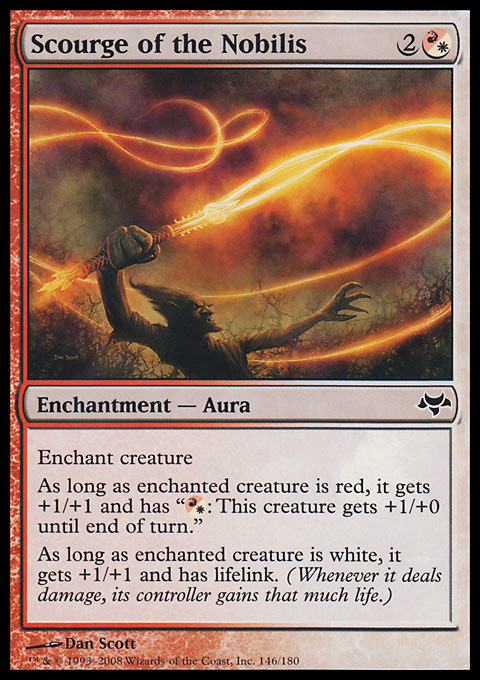 Scourge of the Nobilis 2
Dan Scott
Enchantment — Aura
Enchant creature
As long as enchanted creature is red, it gets
+1/+1 and has “: This creature gets +1/+0
until end of turn.”
As long as enchanted creature is white, it
gets +1/+1 and has lifelink. (Whenever it deals
damage, its controller gains that much life.)
Dan Scott
™ & © 1993–2008 Wizards of the Coast, Inc. 146/180